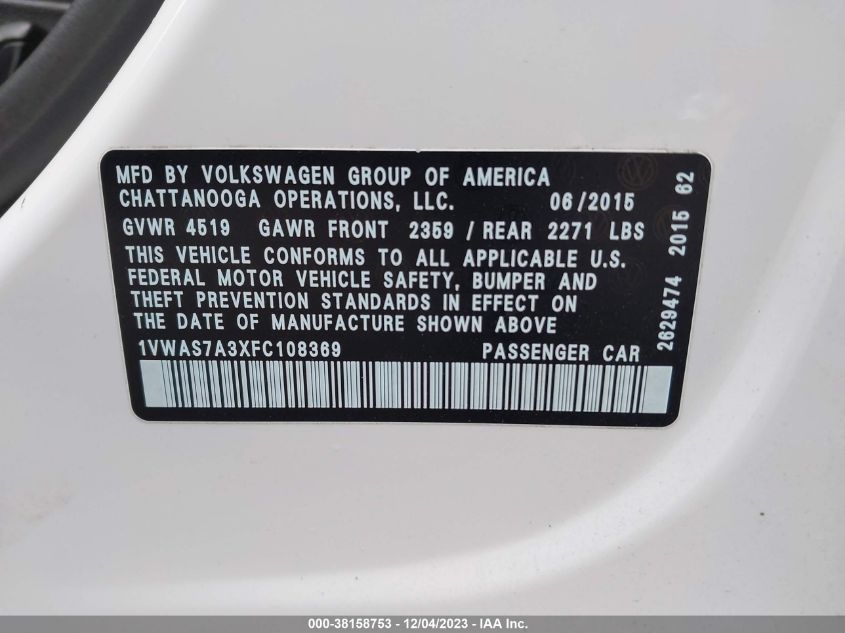 MFD BY VOLKSWAGEN GROUP OF AMERICA
CHATTANOOGA OPERATIONS, LLC. 06/2015
GVWR 4519 GAWR FRONT 2359 / REAR 2271 LBS
THIS VEHICLE CONFORMS TO ALL APPLICABLE U.S.
FEDERAL MOTOR VEHICLE SAFETY, BUMPER AND
THEFT PREVENTION STANDARDS IN EFFECT ON
THE DATE OF MANUFACTURE SHOWN ABOVE
1VWAS7A3XFC108369 PASSENGER CAR
2629474 2015 62
000-38158753 - 12/04/2023 - IAA Inc.